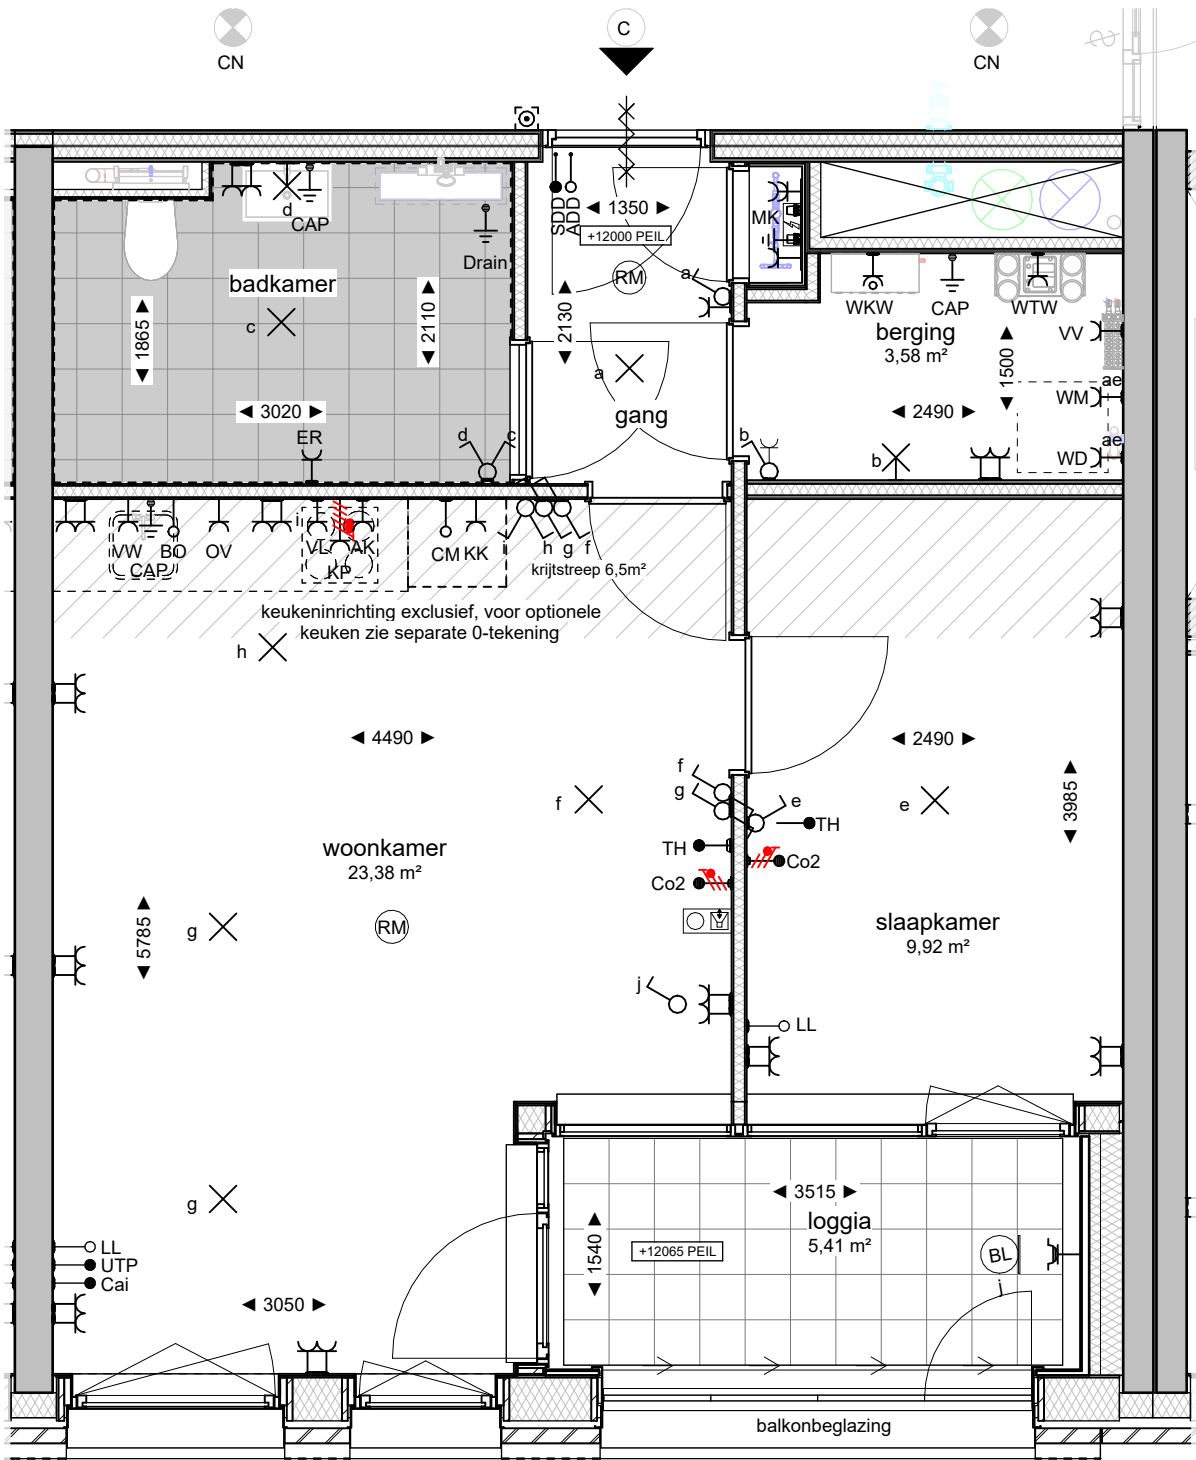 C
CN
CN
SDD
ADD
◄ 1350 ►
+12000 PEIL
RM
MK
d
CAP
Drain
badkamer
c
◄ 1865 ►
◄ 2110 ►
◄ 2130 ►
a
a
gang
◄ 3020 ►
ER
d
c
WKW
CAP
WTW
berging
3,58 m²
◄ 1500 ►
◄ 2490 ►
VV
ae
WM
ae
WD
b
b
VW
CAP
BO
OV
VL
AK
KP
CM
KK
i
h
g
f
krijtstreep 6,5m²
keukeninrichting exclusief, voor optionele
keuken zie separate 0-tekening
h
◄ 4490 ►
◄ 2490 ►
f
f
g
e
e
◄ 3985 ►
TH
TH
Co2
Co2
woonkamer
23,38 m²
slaapkamer
9,92 m²
g
RM
◄ 5785 ►
j
LL
g
◄ 3515 ►
loggia
5,41 m²
◄ 1540 ►
+12065 PEIL
BL
j
LL
UTP
Cai
◄ 3050 ►
balkonbeglazing